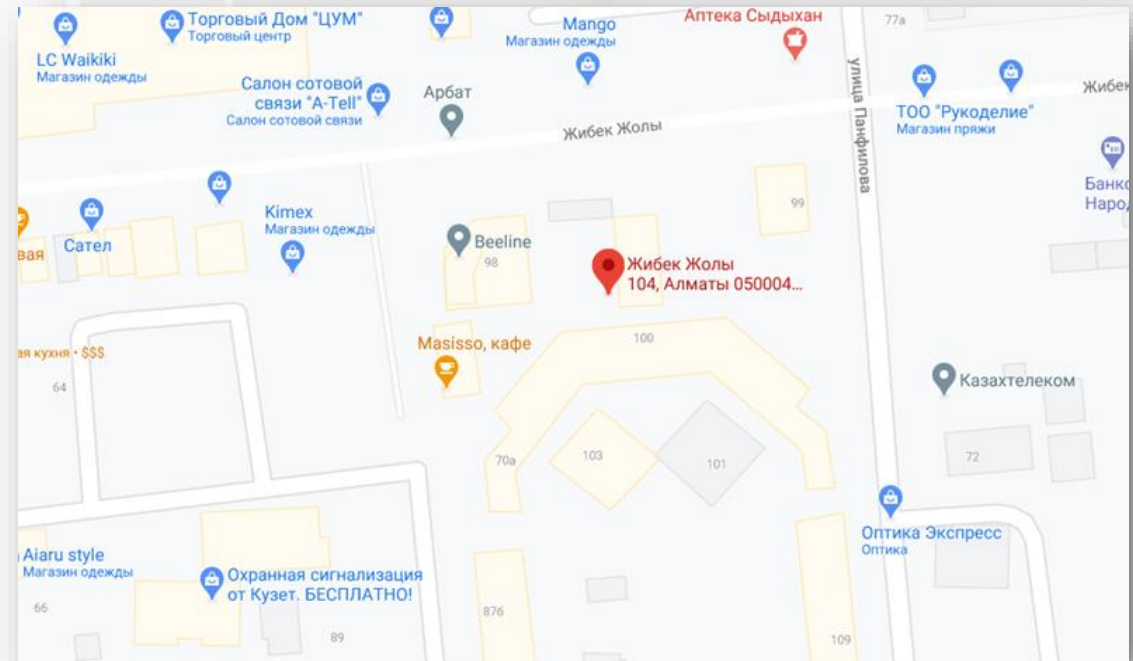 Торговый Дом "ЦУМ"
Торговый центр
LC Waikiki
Магазин одежды
Mango
Магазин одежды
Аптека Сыдыхан
77а
Салон сотовой
связи "A-Tell"
Салон сотовой связи
Арбат
Жибек Жолы
улица Панфилова
ТОО "Рукоделие"
Магазин пряжи
Жибек
Банко
Наро
Сател
вая
Kimex
Магазин одежды
Beeline
98
99
Жибек Жолы
104, Алматы 050004...
Masisso, кафе
100
ая кухня · $$$
64
Казахтелеком
70а
103
101
72
Оптика Экспресс
Оптика
Aiaru style
Магазин одежды
Охранная сигнализация
от Кузет. БЕСПЛАТНО!
66
89
87б
109